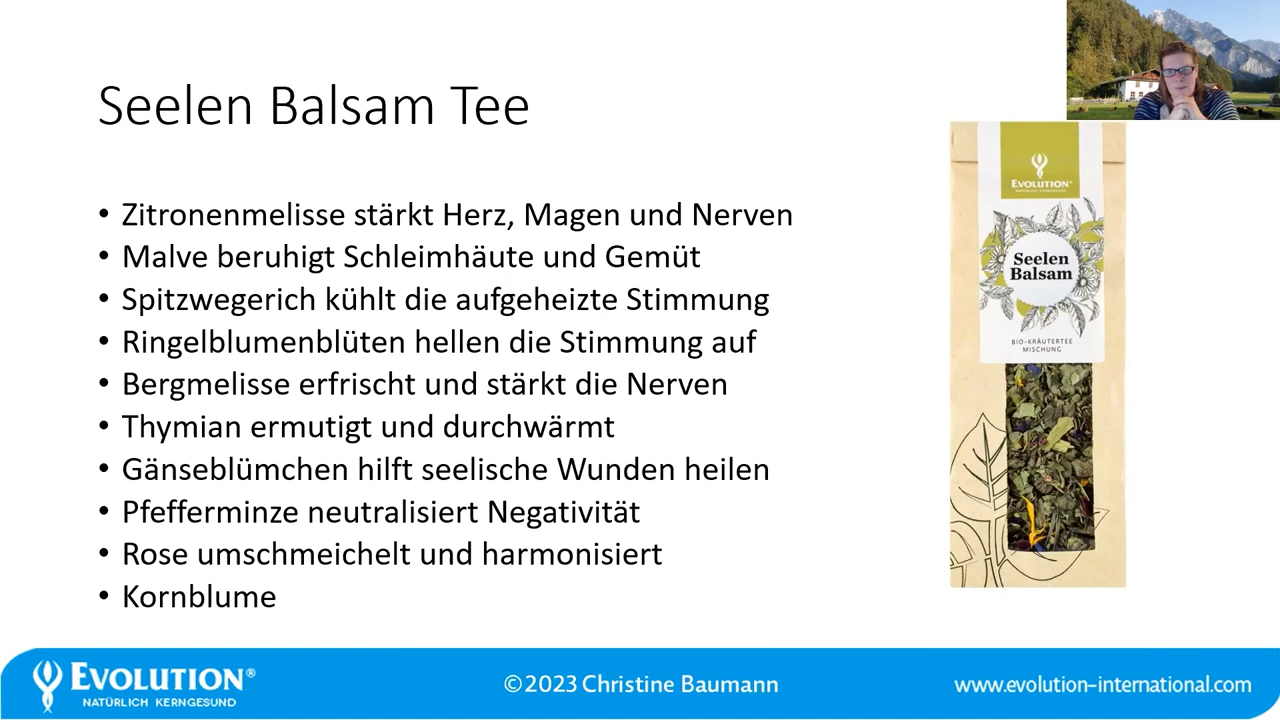 Seelen Balsam Tee
• Zitronenmelisse stärkt Herz, Magen und Nerven
• Malve beruhigt Schleimhäute und Gemüt
• Spitzwegerich kühlt die aufgeheizte Stimmung
• Ringelblumenblüten hellen die Stimmung auf
• Bergmelisse erfrischt und stärkt die Nerven
• Thymian ermutigt und durchwärmt
• Gänseblümchen hilft seelische Wunden heilen
• Pfefferminze neutralisiert Negativität
• Rose umschmeichelt und harmonisiert
• Kornblume
EVOLUTION
NATÜRLICH KERNGESUND
Seelen
Balsam
BIO-KRÄUTERTEE
MISCHUNG
EVOLUTION®
NATÜRLICH KERNGESUND
©2023 Christine Baumann
www.evolution-international.com